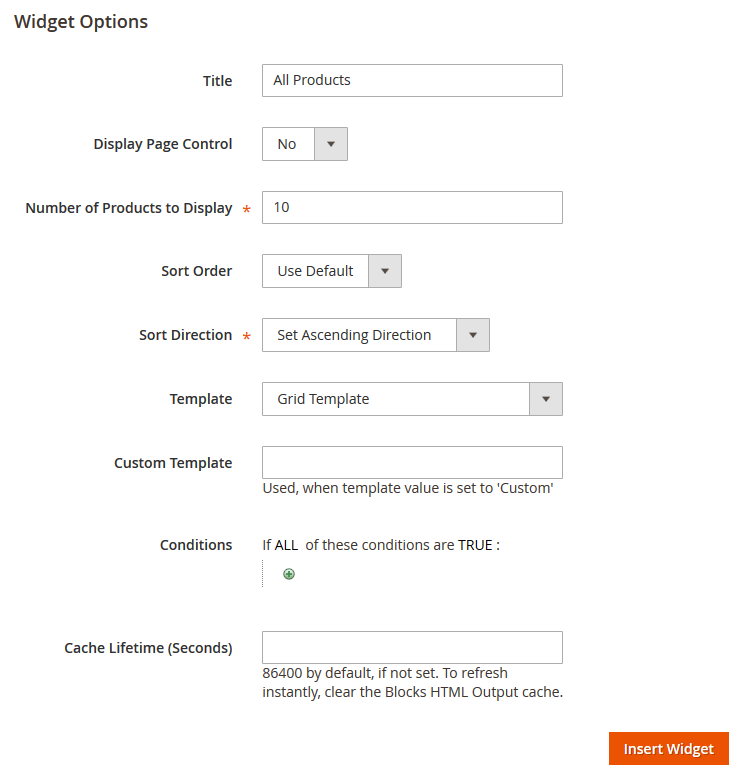 Widget Options
Title All Products
Display Page Control No
Number of Products to Display * 10
Sort Order Use Default
Sort Direction * Set Ascending Direction
Template Grid Template
Custom Template
Used, when template value is set to 'Custom'
Conditions If ALL of these conditions are TRUE :
Cache Lifetime (Seconds)
86400 by default, if not set. To refresh
instantly, clear the Blocks HTML Output cache.
Insert Widget